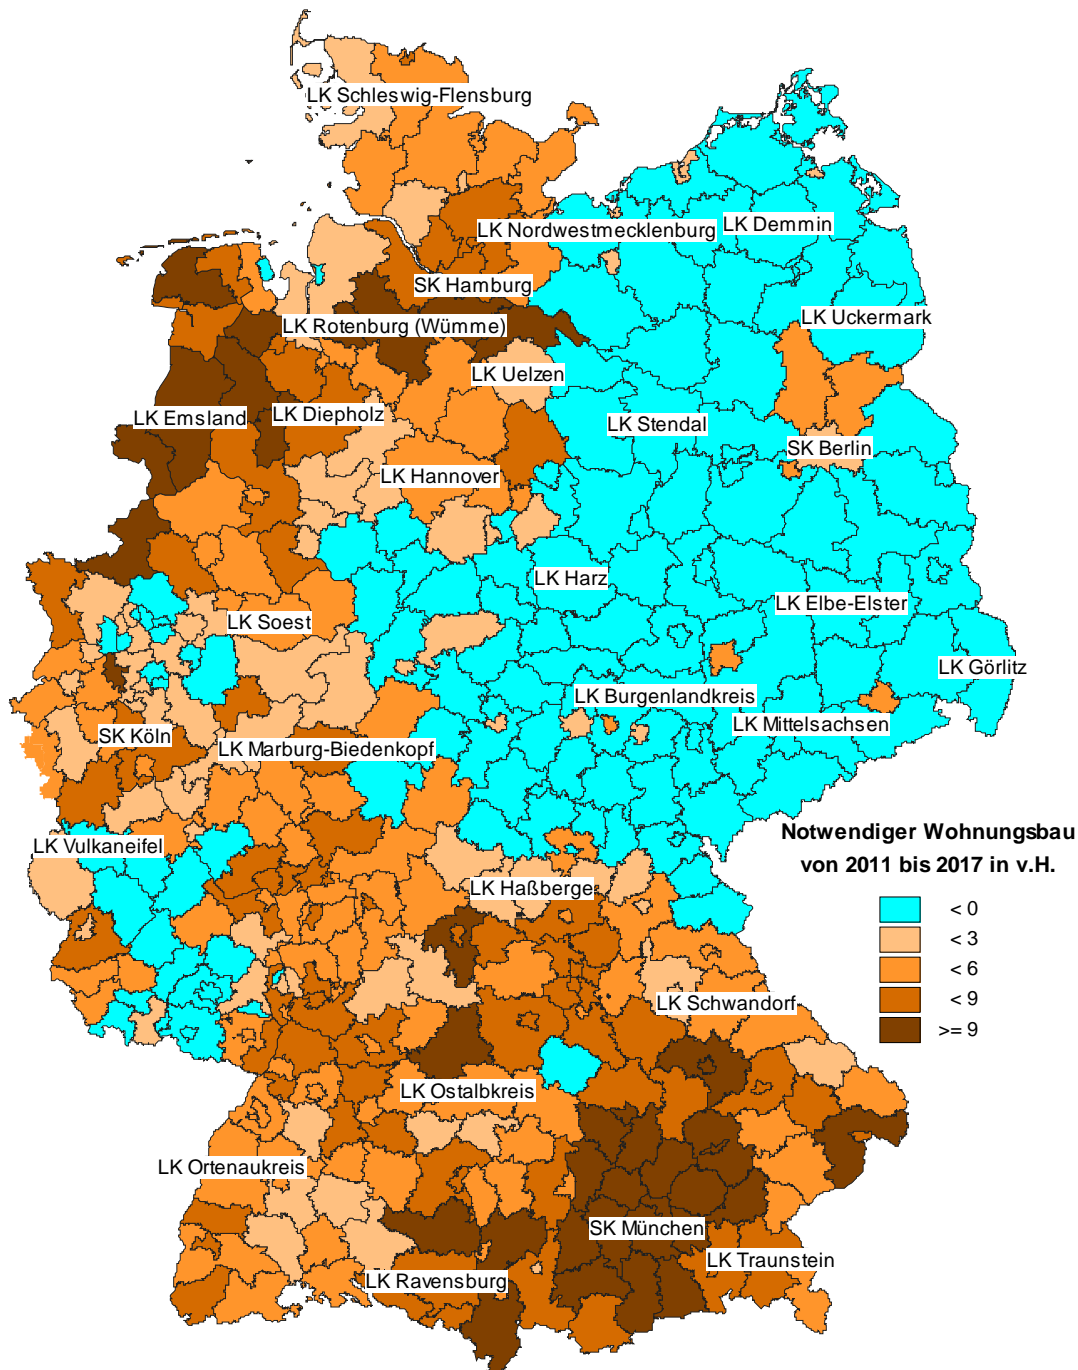 LK Schleswig-Flensburg
LK Nordwestmecklenburg
LK Demmin
SK Hamburg
LK Uckermark
LK Rotenburg (Wümme)
LK Uelzen
LK Emsland
LK Diepholz
LK Stendal
SK Berlin
LK Hannover
LK Harz
LK Elbe-Elster
LK Soest
LK Görlitz
LK Burgenlandkreis
LK Mittelsachsen
SK Köln
LK Marburg-Biedenkopf
Notwendiger Wohnungsbau
von 2011 bis 2017 in v.H.
< 0
< 3
< 6
< 9
>= 9
LK Vulkaneifel
LK Haßberge
LK Schwandorf
LK Ostalbkreis
LK Ortenaukreis
SK München
LK Traunstein
LK Ravensburg